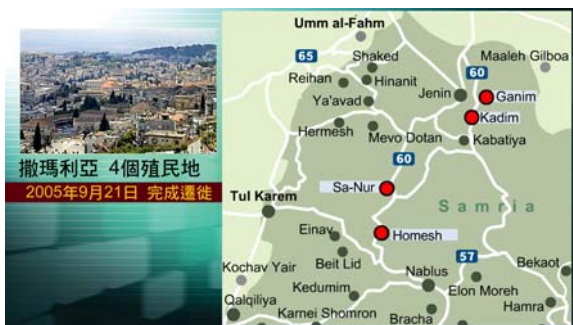 撒瑪利亞 4個殖民地
2005年9月21日 完成遷徙
Umm al-Fahm
65
Shaked
60
Maaleh Gilboa
Reihan
Hinanit
Jenin
Ganim
Ya'avad
Kadim
Hermesh
Mevo Dotan
Kabatiya
60
Sa-Nur
Tul Karem
Samria
Einav
Homesh
57
Beit Lid
Bekaot
Kochav Yair
Nablus
Kedumim
Elon Moreh
Qalqiliya
Karnei Shomron
Hamra
Bracha